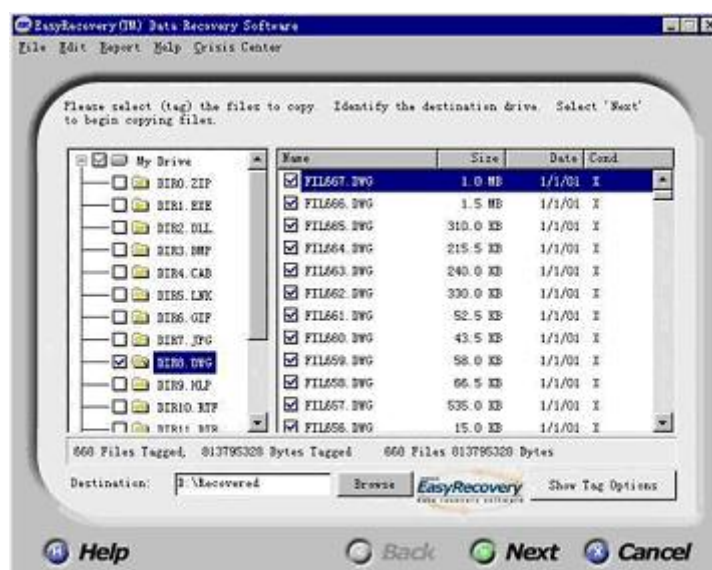 EasyRecovery(TM) Data Recovery Software
File Edit Report Help Crisis Center
Please select (tag) the files to copy. Identify the destination drive. Select 'Next'
to begin copying files.
My Drive
DIR0.ZIP
DIR1.EXE
DIR2.DLL
DIR3.BMP
DIR4.CAB
DIR5.LNK
DIR6.GIF
DIR7.JPG
DIR8.DWG
DIR9.HLP
DIR10.RTF
Name Size Date Cond
FIL667.DWG 1.0 MB 1/1/01 X
FIL666.DWG 1.5 MB 1/1/01 X
FIL665.DWG 310.0 KB 1/1/01 X
FIL664.DWG 215.5 KB 1/1/01 X
FIL663.DWG 240.0 KB 1/1/01 X
FIL662.DWG 330.0 KB 1/1/01 X
FIL661.DWG 52.5 KB 1/1/01 X
FIL660.DWG 43.5 KB 1/1/01 X
FIL659.DWG 58.0 KB 1/1/01 X
FIL658.DWG 66.5 KB 1/1/01 X
FIL657.DWG 535.0 KB 1/1/01 X
FIL656.DWG 15.0 KB 1/1/01 X
668 Files Tagged, 813795328 Bytes Tagged 668 Files 813795328 Bytes
Destination: D:\Recovered Browse EasyRecovery Show Tag Options
Help Back Next Cancel